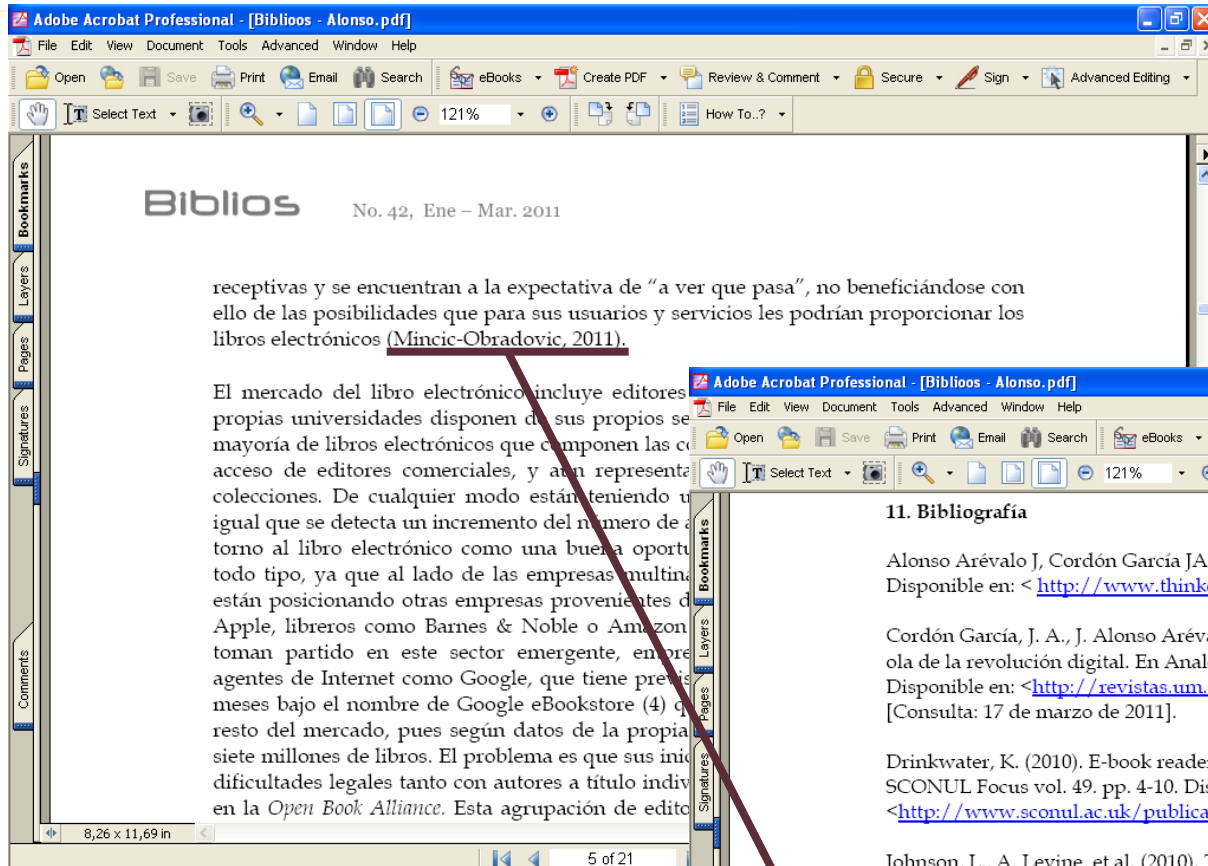 Adobe Acrobat Professional - [Biblioos - Alonso.pdf]
File Edit View Document Tools Advanced Window Help
Open Save Print Email Search eBooks Create PDF Review & Comment Secure Sign Advanced Editing
Select Text 121% How To..?
Bookmarks
Layers
Pages
Signatures
Comments
Biblios No. 42, Ene – Mar. 2011
receptivas y se encuentran a la expectativa de “a ver que pasa”, no beneficiándose con
ello de las posibilidades que para sus usuarios y servicios les podrían proporcionar los
libros electrónicos (Mincic-Obradovic, 2011).
El mercado del libro electrónico incluye editores
propias universidades disponen de sus propios
mayoría de libros electrónicos que componen las
acceso de editores comerciales, y aún representa
colecciones. De cualquier modo están teniendo
igual que se detecta un incremento del número de
torno al libro electrónico como una buena
todo tipo, ya que al lado de las empresas
están posicionando otras empresas provenientes
Apple, libreros como Barnes & Noble o Amazon
toman partido en este sector emergente,
agentes de Internet como Google, que tiene
meses bajo el nombre de Google eBookstore (4)
resto del mercado, pues según datos de la propia
siete millones de libros. El problema es que sus
dificultades legales tanto con autores a título
en la Open Book Alliance. Esta agrupación de
8,26 x 11,69 in
5 of 21
Adobe Acrobat Professional - [Biblioos - Alonso.pdf]
File Edit View Document Tools Advanced Window Help
Open Save Print Email Search eBooks
Select Text 121%
Bookmarks
Layers
Pages
Signatures
11. Bibliografía
Alonso Arévalo J, Cordón García JA
Disponible en: < http://www.think
Cordón García, J. A., J. Alonso
ola de la revolución digital. En
Disponible en: <http://revistas.um.
[Consulta: 17 de marzo de 2011].
Drinkwater, K. (2010). E-book
SCONUL Focus vol. 49. pp. 4-10.
<http://www.sconul.ac.uk/publica
Johnson, L., A. Levine, et al. (2010).